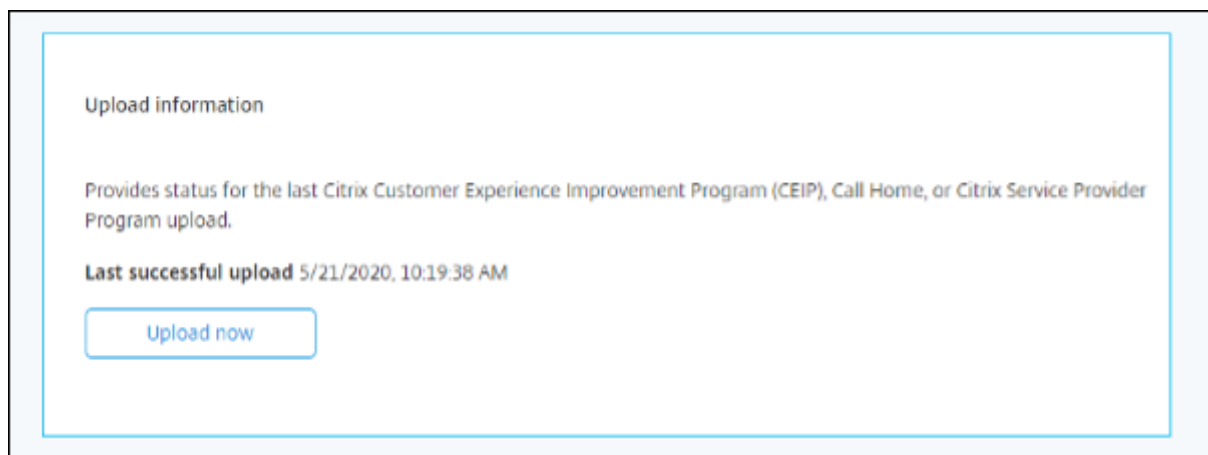 Upload information
Provides status for the last Citrix Customer Experience Improvement Program (CEIP), Call Home, or Citrix Service Provider
Program upload.
Last successful upload 5/21/2020, 10:19:38 AM
Upload now